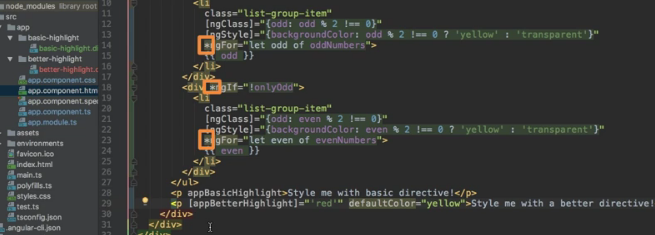 node_modules library root
src
app
basic-highlight
basic-highlight.di
better-highlight
better-highlight.c
app.component.css
app.component.htm
app.component.spe
app.component.ts
app.module.ts
assets
environments
favicon.ico
index.html
main.ts
polyfills.ts
styles.css
test.ts
tsconfig.json
.angular-cli.json
10 <li
11 class="list-group-item"
12 [ngClass]="{odd: odd % 2 !== 0}"
13 [ngStyle]="{backgroundColor: odd % 2 !== 0 ? 'yellow' : 'transparent'}"
14 *ngFor="let odd of oddNumbers">
15 {{ odd }}
16 </li>
17 </div>
18 <div *ngIf="!onlyOdd">
19 <li
20 class="list-group-item"
21 [ngClass]="{odd: even % 2 !== 0}"
22 [ngStyle]="{backgroundColor: even % 2 !== 0 ? 'yellow' : 'transparent'}"
23 *ngFor="let even of evenNumbers">
24 {{ even }}
25 </li>
26 </div>
27 </ul>
28 <p appBasicHighlight>Style me with basic directive!</p>
29 <p [appBetterHighlight]="'red'" defaultColor="yellow">Style me with a better directive!
30 </div>
31 </div>
32 </div>